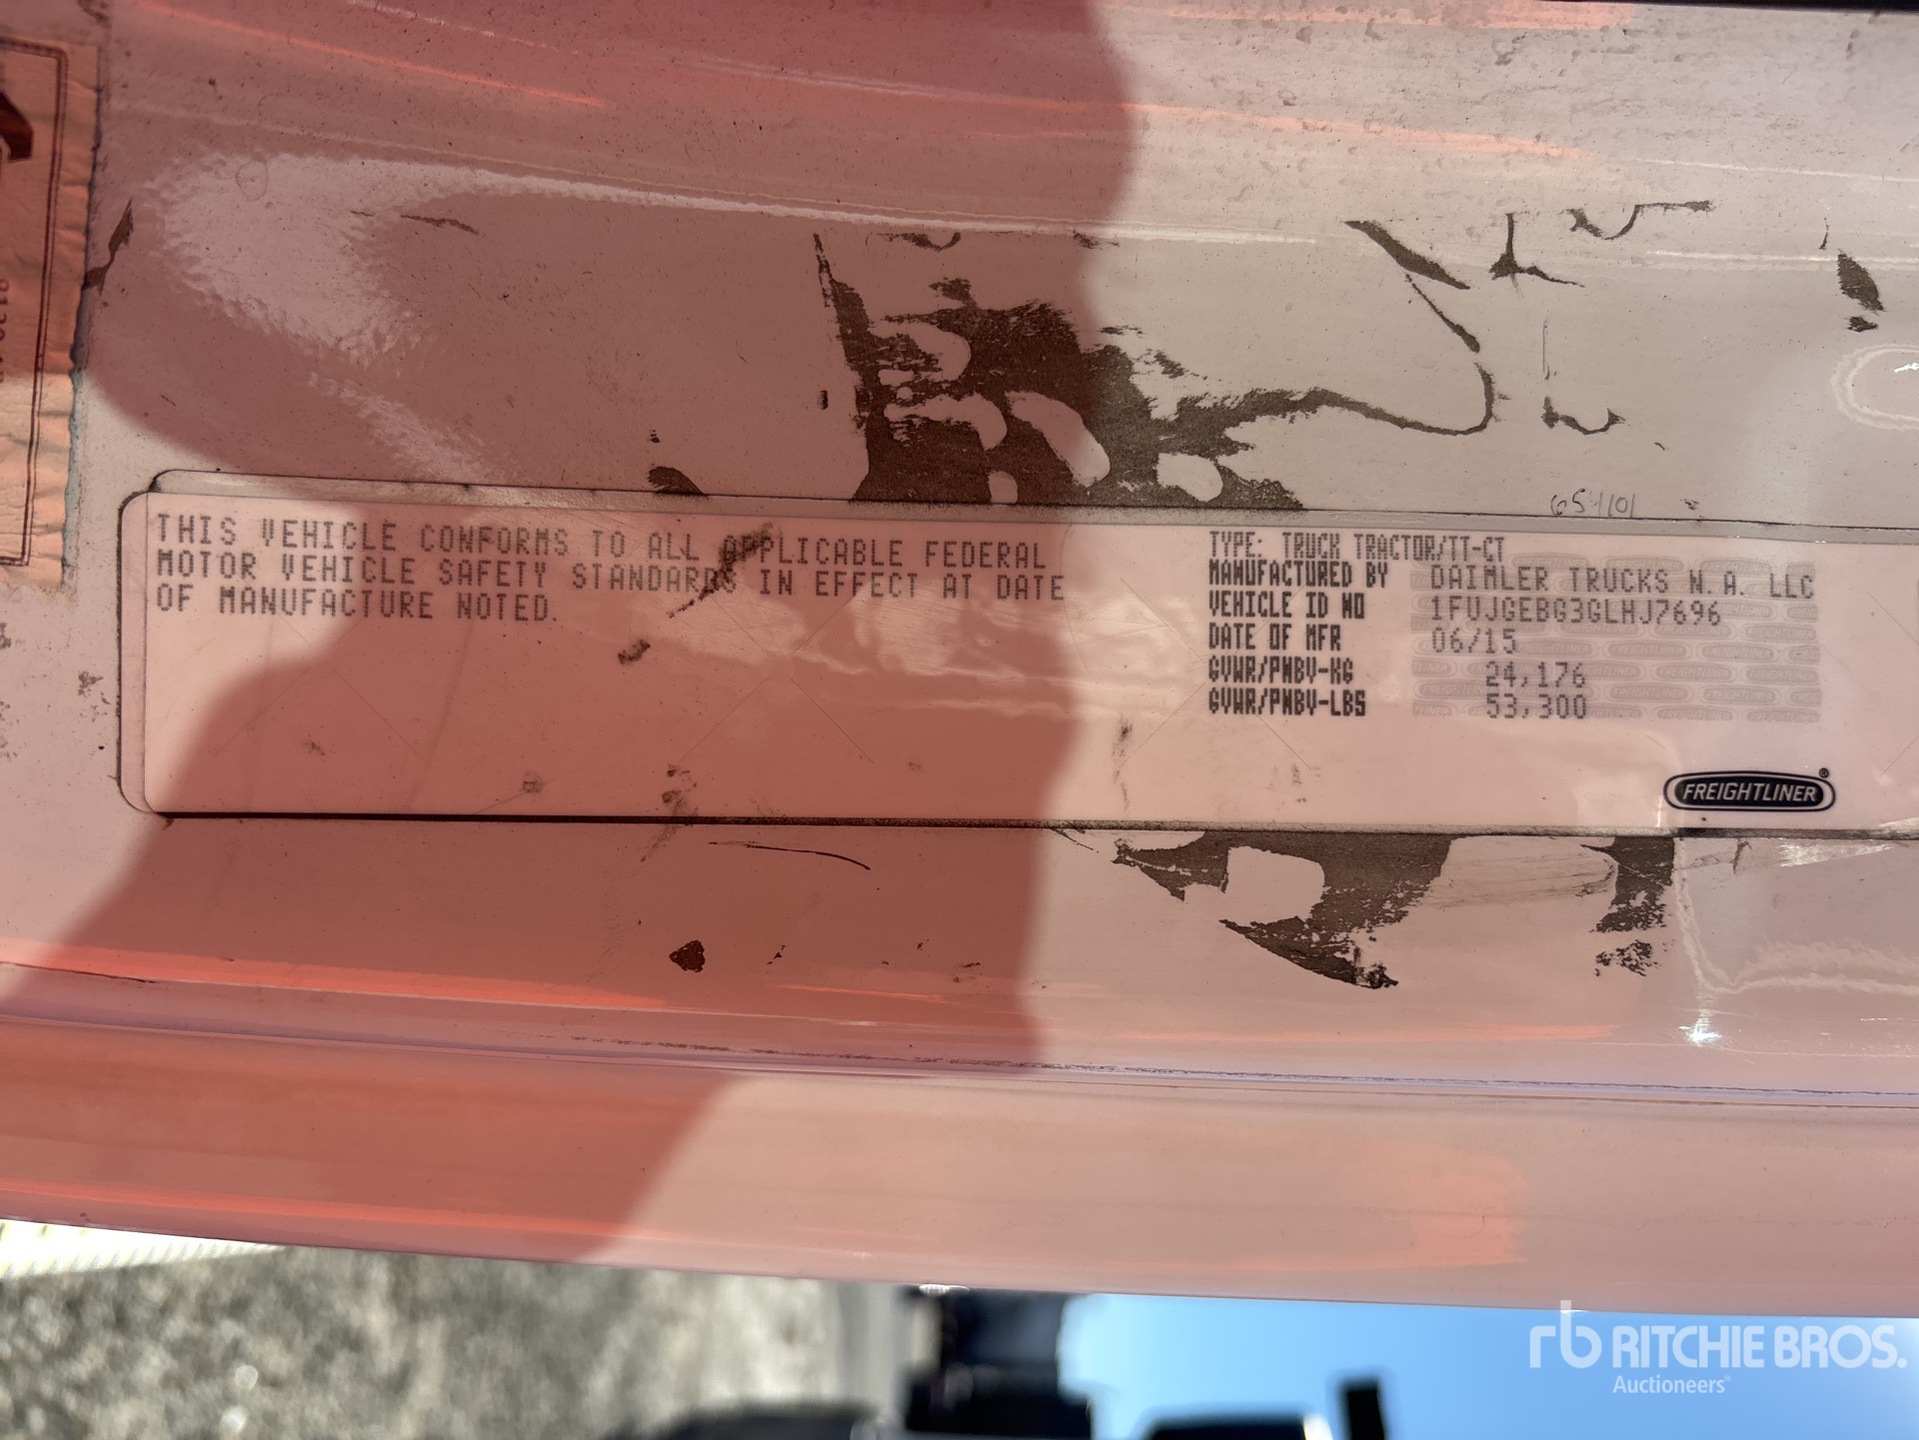 654101
THIS VEHICLE CONFORMS TO ALL APPLICABLE FEDERAL
MOTOR VEHICLE SAFETY STANDARDS IN EFFECT AT DATE
OF MANUFACTURE NOTED.
TYPE: TRUCK TRACTOR/TT-CT
MANUFACTURED BY DAIMLER TRUCKS N.A. LLC
VEHICLE ID NO 1FUJGEBG3GLHJ7696
DATE OF MFR 06/15
GVWR/PNBV-KG 24,176
GVWR/PNBV-LBS 53,300
FREIGHTLINER®
rb RITCHIE BROS.
Auctioneers®